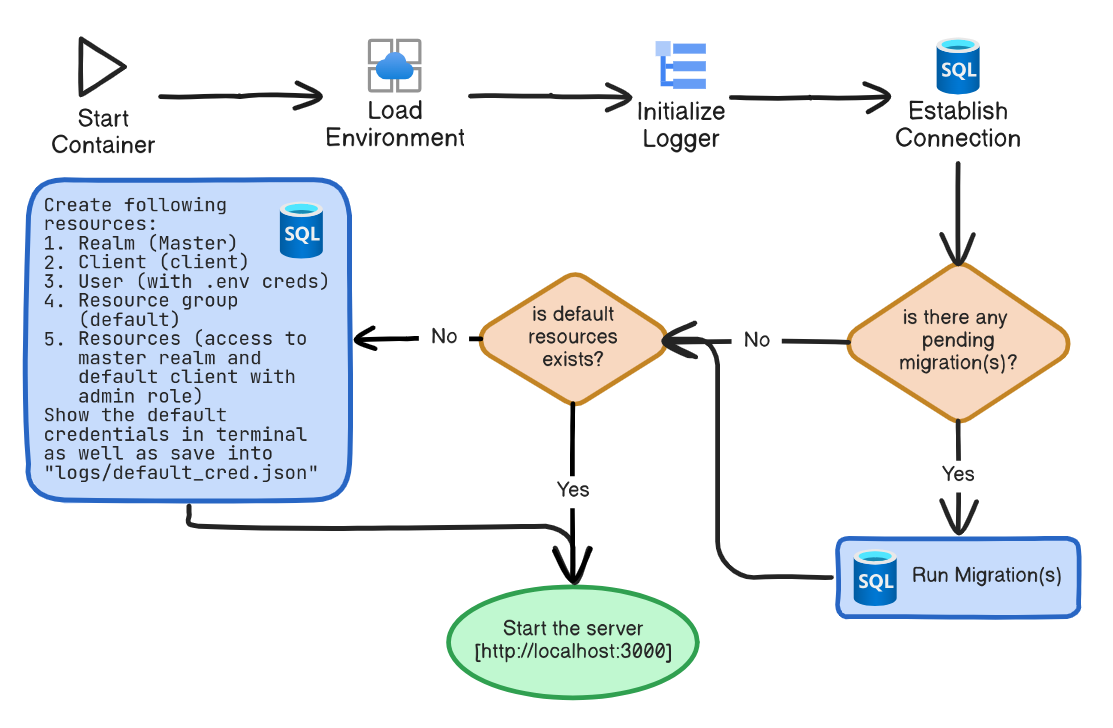 Start
Container
Load
Environment
Initialize
Logger
SQL
Establish
Connection
Create following
resources:
SQL
1. Realm (Master)
2. Client (client)
3. User (with .env creds)
4. Resource group
(default)
5. Resources (access to
master realm and
default client with
admin role)
Show the default
credentials in terminal
as well as save into
"logs/default_cred.json"
No
is default
resources
exists?
No
is there any
pending
migration(s)?
Yes
Yes
SQL
Run Migration(s)
Start the server
[http://localhost:3000]